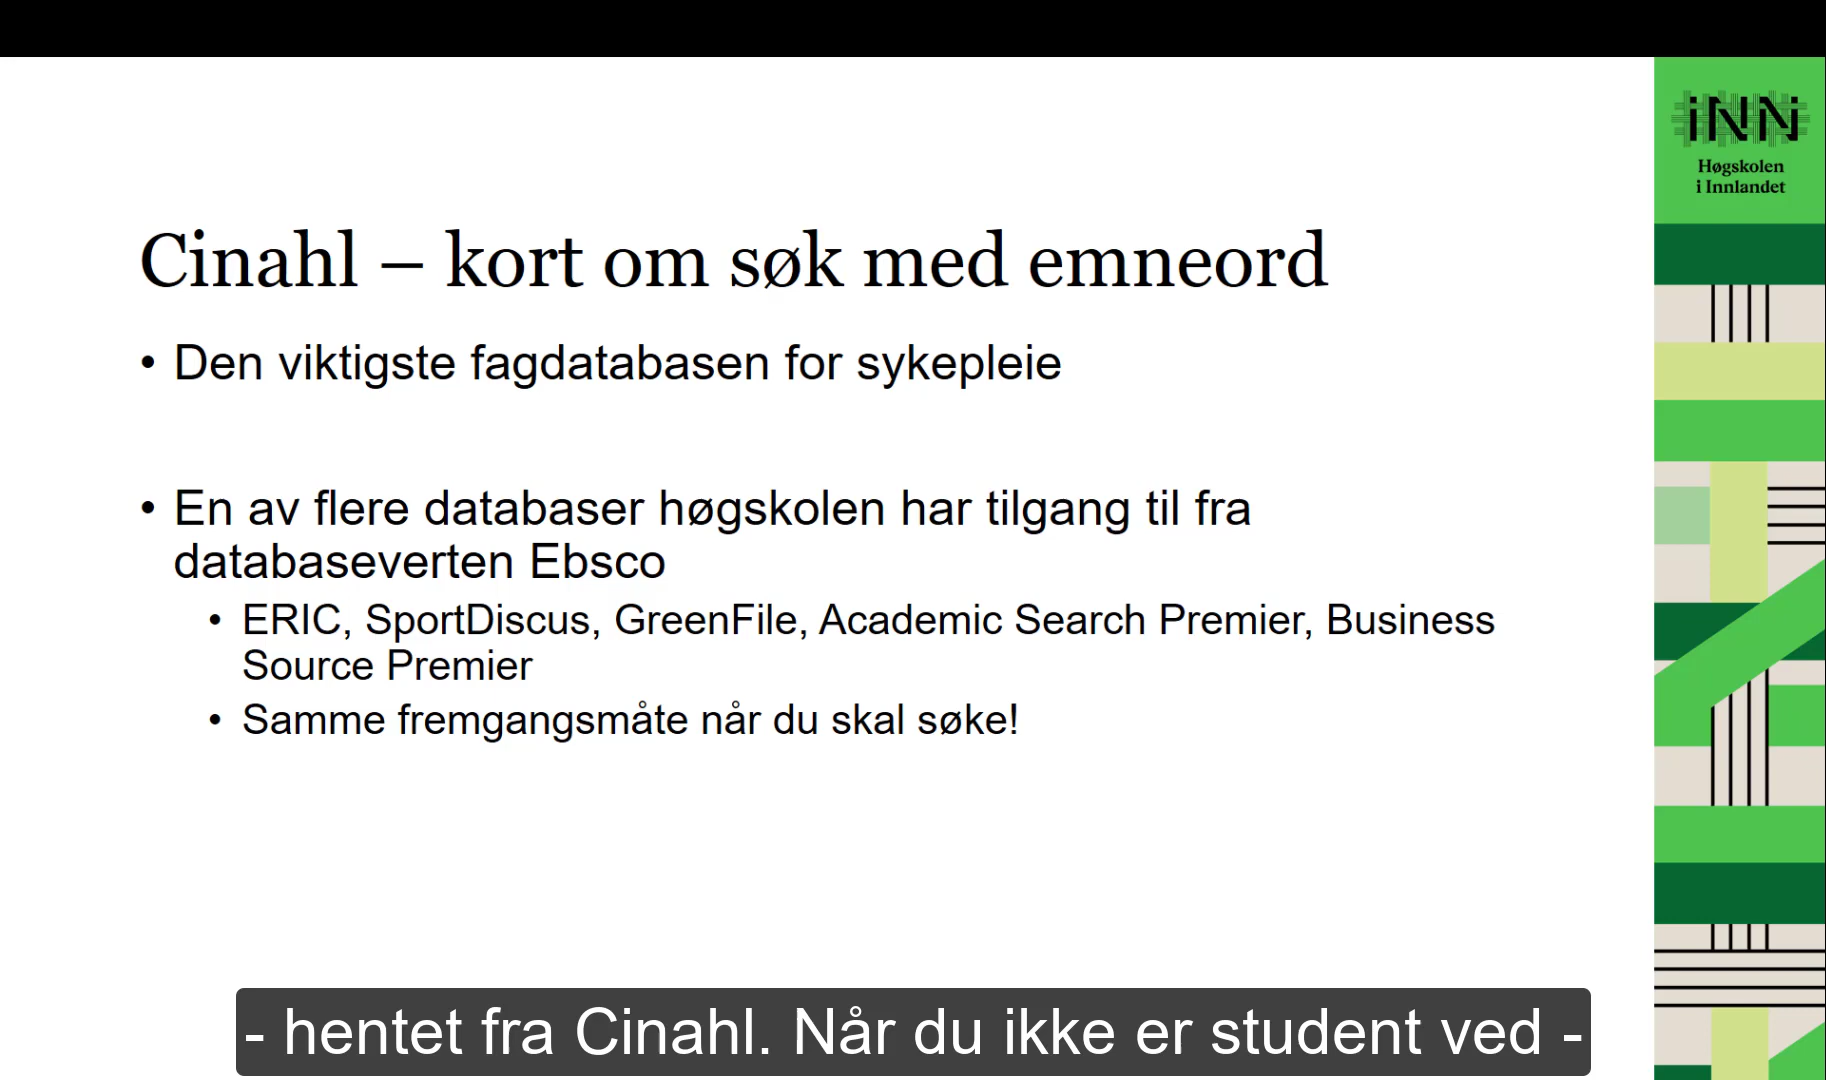 iNNi
Høgskolen
i Innlandet
Cinahl – kort om søk med emneord
• Den viktigste fagdatabasen for sykepleie
• En av flere databaser høgskolen har tilgang til fra
databaseverten Ebsco
• ERIC, SportDiscus, GreenFile, Academic Search Premier, Business
Source Premier
• Samme fremgangsmåte når du skal søke!
- hentet fra Cinahl. Når du ikke er student ved -